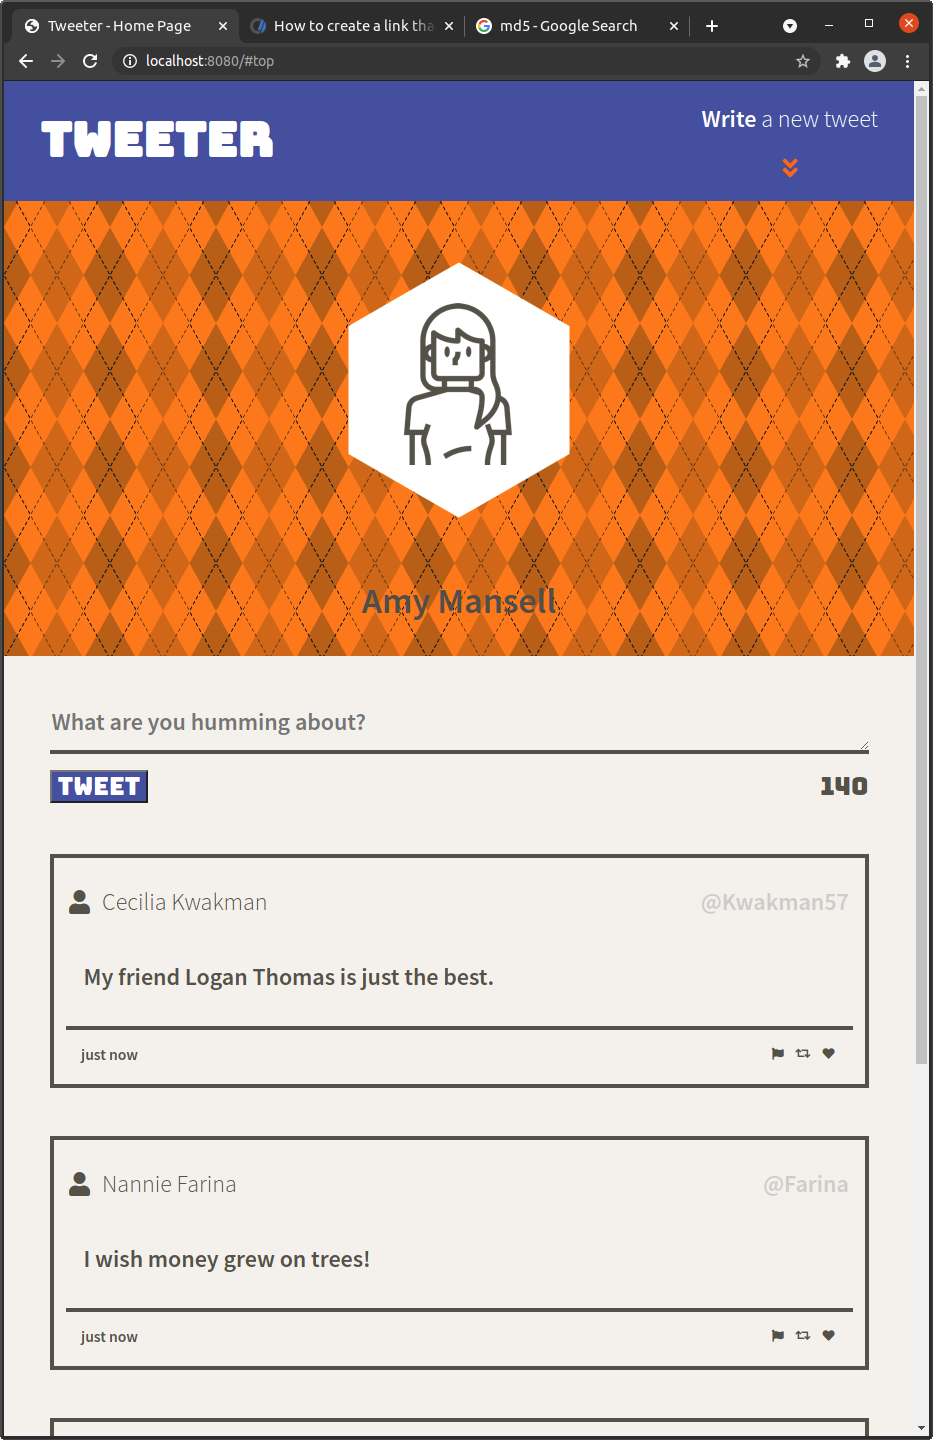 Tweeter - Home Page
How to create a link tha
md5 - Google Search
localhost:8080/#top
TWEETER
Write a new tweet
Amy Mansell
What are you humming about?
TWEET
140
Cecilia Kwakman
@Kwakman57
My friend Logan Thomas is just the best.
just now
Nannie Farina
@Farina
I wish money grew on trees!
just now